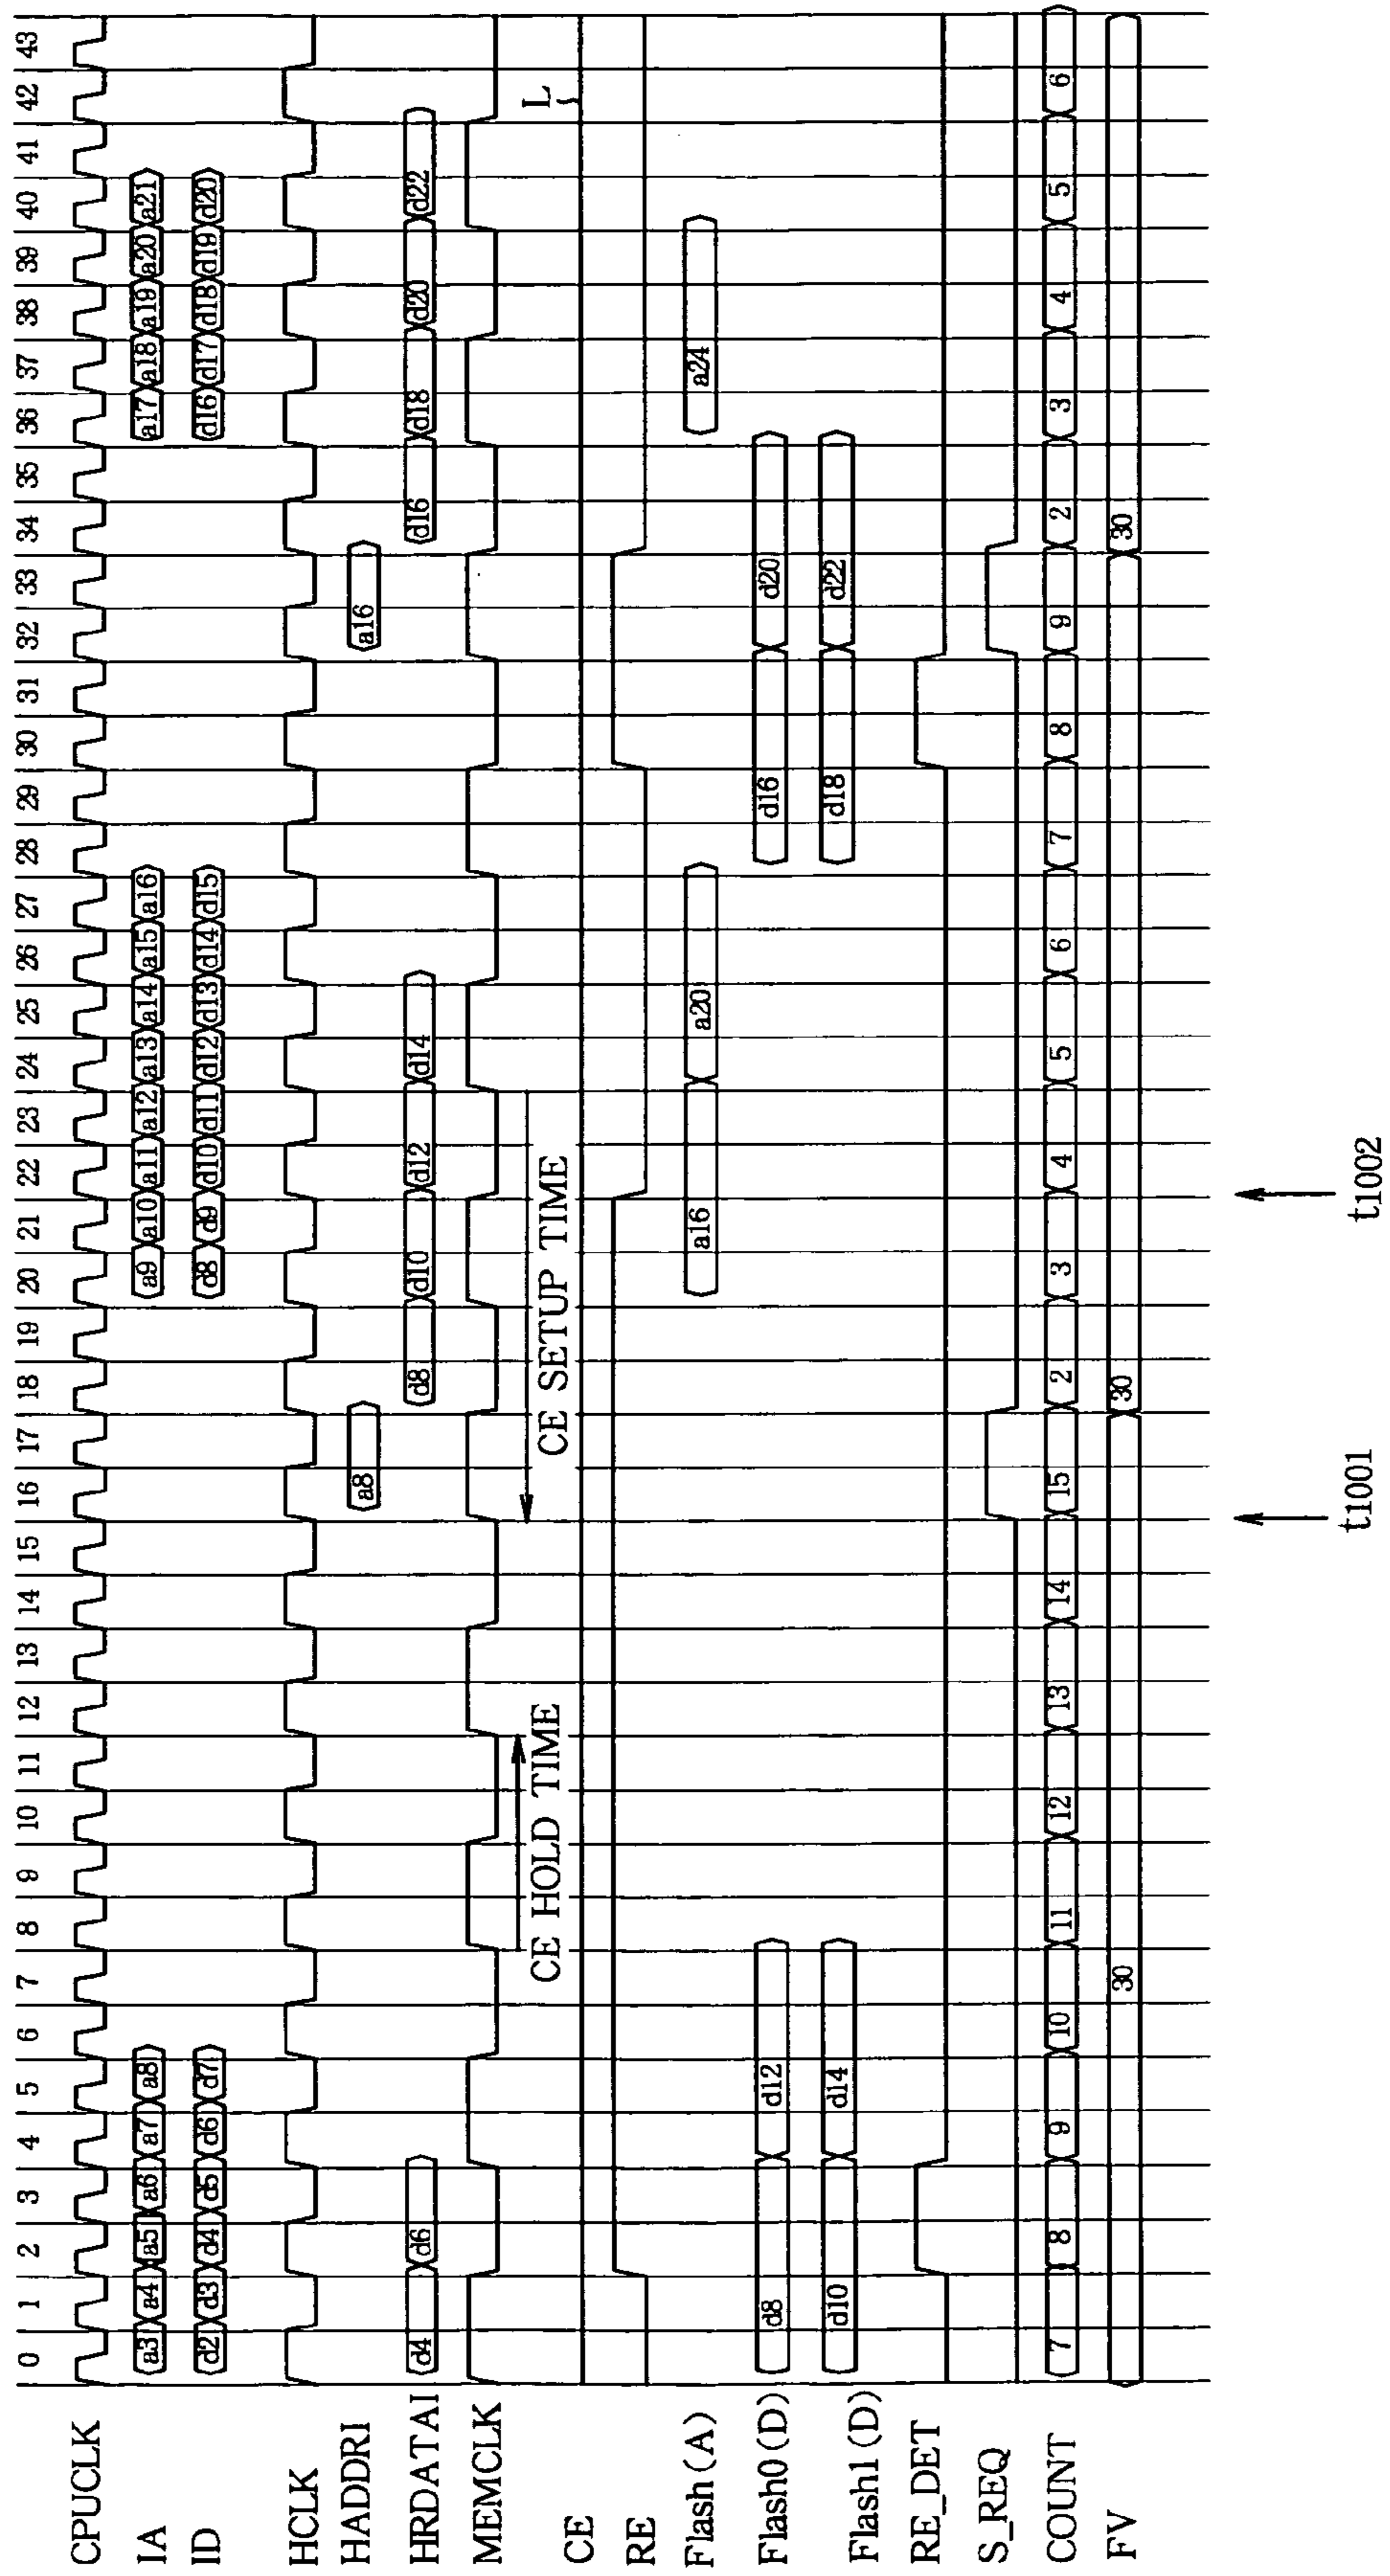 0 1 2 3 4 5 6 7 8 9 10 11 12 13 14 15 16 17 18 19 20 21 22 23 24 25 26 27 28 29 30 31 32 33 34 35 36 37 38 39 40 41 42 43
CPUCLK
IA a3 a4 a5 a6 a7 a8 a9 a10 a11 a12 a13 a14 a15 a16 a17 a18 a19 a20 a21
ID d2 d3 d4 d5 d6 d7 d8 d9 d10 d11 d12 d13 d14 d15 d16 d17 d18 d19 d20
HCLK
HADDRI a8 a16
HRDATAI d4 d6 d8 d10 d12 d14 d16 d18 d20 d22
MEMCLK
CE HOLD TIME CE SETUP TIME L
CE
RE
Flash(A) a16 a20 a24
Flash0(D) d8 d12 d16 d20
Flash1(D) d10 d14 d18 d22
RE_DET
S_REQ
COUNT 7 8 9 10 11 12 13 14 15 2 3 4 5 6 7 8 9 2 3 4 5 6
FV 30 30 30
t1001 t1002